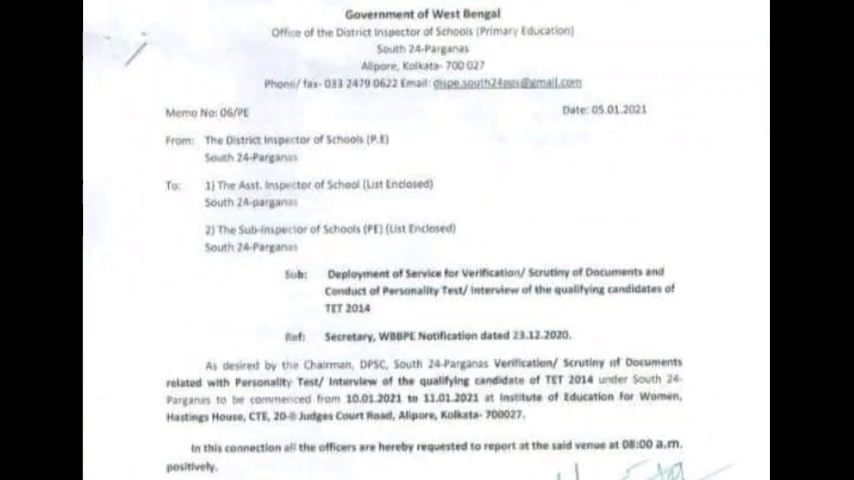 Government of West Bengal
Office of the District Inspector of Schools (Primary Education)
South 24-Parganas
Alipore, Kolkata- 700 027
Phone/ fax- 033 2479 0622 Email: dispe.south24pgs@gmail.com
Memo No: 06/PE
Date: 05.01.2021
From: The District Inspector of Schools (P.E)
South 24-Parganas
To: 1) The Asst. Inspector of School (List Enclosed)
South 24-parganas
2) The Sub-Inspector of Schools (PE) (List Enclosed)
South 24-Parganas
Sub: Deployment of Service for Verification/ Scrutiny of Documents and
Conduct of Personality Test/ interview of the qualifying candidates of
TET 2014
Ref: Secretary, WBBPE Notification dated 23.12.2020.
As desired by the Chairman, DPSC, South 24-Parganas Verification/ Scrutiny of Documents
related with Personality Test/ Interview of the qualifying candidate of TET 2014 under South 24-
Parganas to be commenced from 10.01.2021 to 11.01.2021 at Institute of Education for Women,
Hastings House, CTE, 20-B Judges Court Road, Alipore, Kolkata- 700027.
In this connection all the officers are hereby requested to report at the said venue at 08:00 a.m.
positively.